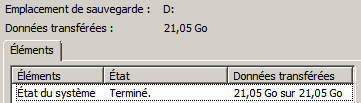 Emplacement de sauvegarde : D:
Données transférées : 21,05 Go
Éléments
Éléments État Données transférées
État du système Terminé. 21,05 Go sur 21,05 Go